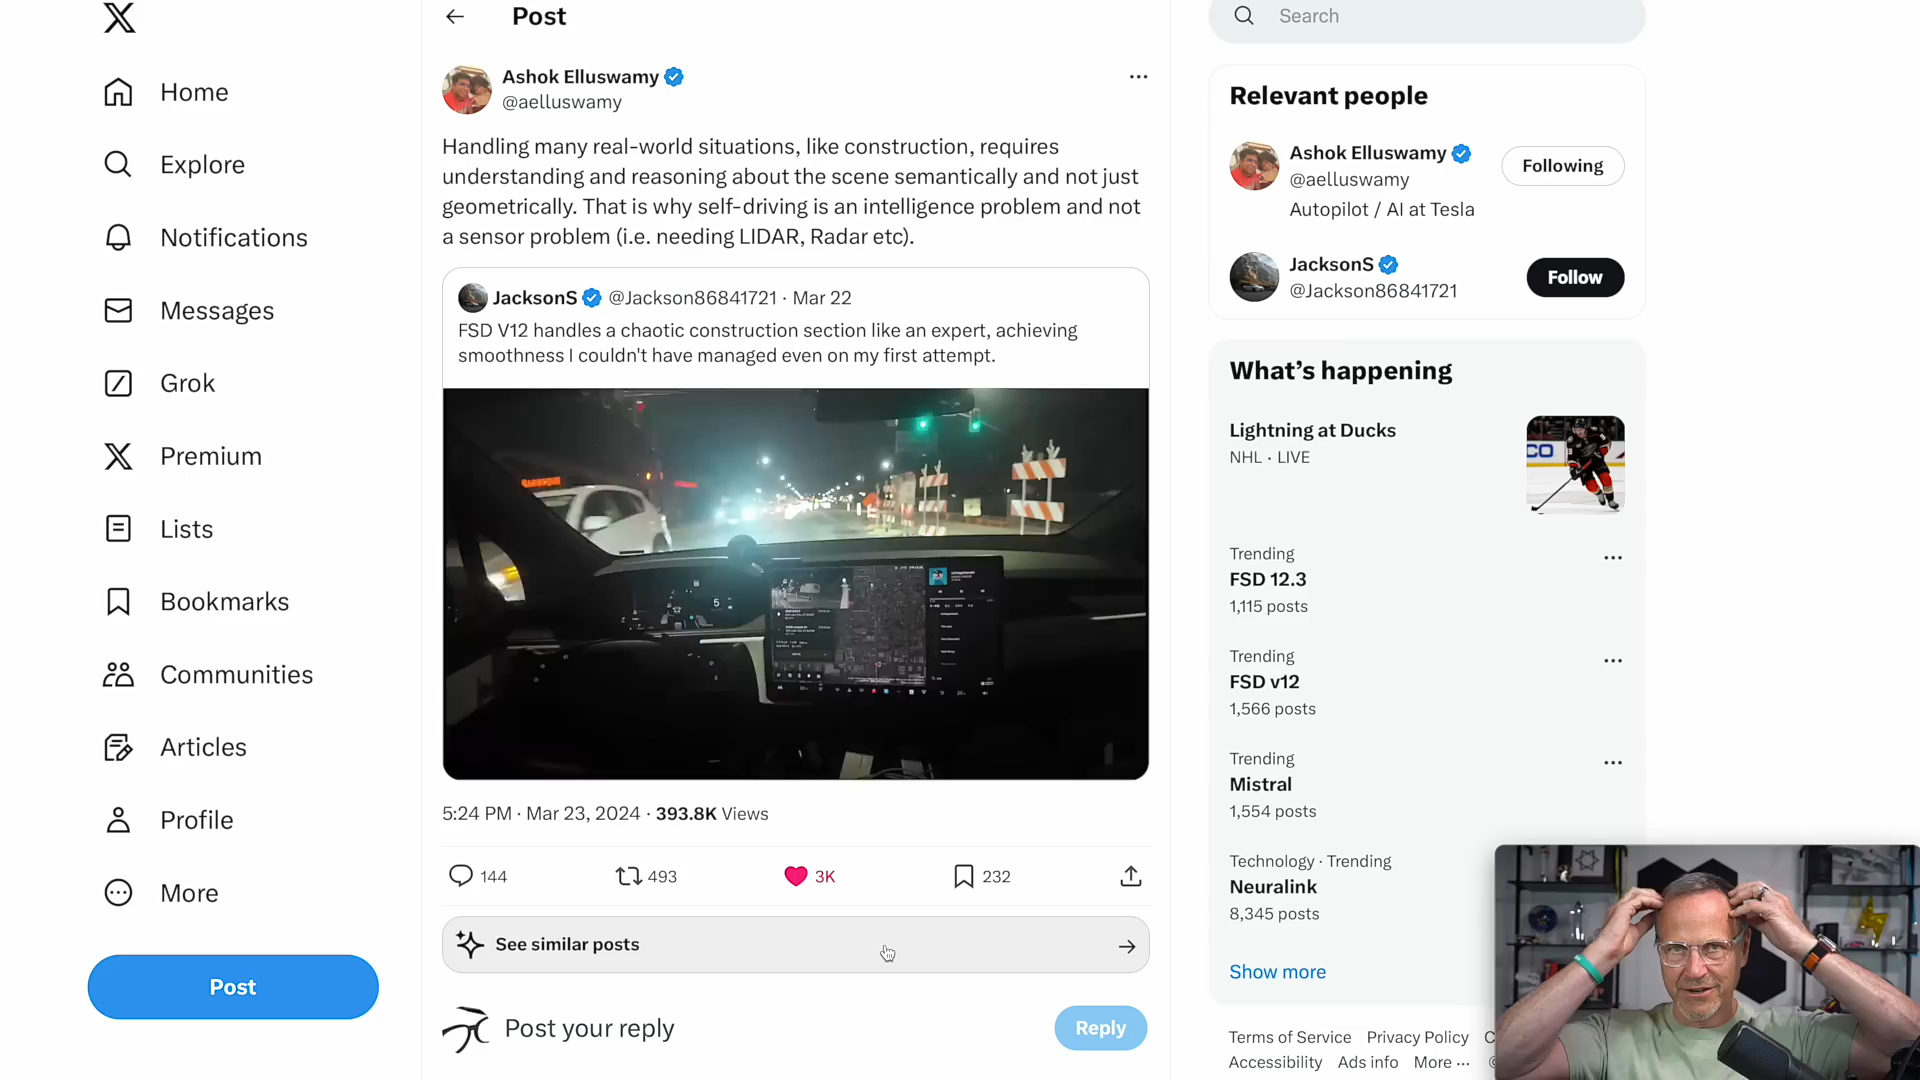 Home
Explore
Notifications
Messages
Grok
Premium
Lists
Bookmarks
Communities
Articles
Profile
More
Post
Post
Ashok Elluswamy
@aelluswamy
Handling many real-world situations, like construction, requires
understanding and reasoning about the scene semantically and not just
geometrically. That is why self-driving is an intelligence problem and not
a sensor problem (i.e. needing LIDAR, Radar etc).
JacksonS @Jackson86841721 · Mar 22
FSD V12 handles a chaotic construction section like an expert, achieving
smoothness I couldn't have managed even on my first attempt.
5
5:24 PM · Mar 23, 2024 · 393.8K Views
144 493 3K 232
See similar posts
Post your reply
Reply
Search
Relevant people
Ashok Elluswamy
@aelluswamy
Following
Autopilot / AI at Tesla
JacksonS
@Jackson86841721
Follow
What's happening
Lightning at Ducks
NHL · LIVE
Trending
FSD 12.3
1,115 posts
Trending
FSD v12
1,566 posts
Trending
Mistral
1,554 posts
Technology · Trending
Neuralink
8,345 posts
Show more
Terms of Service Privacy Policy C
Accessibility Ads info More ···